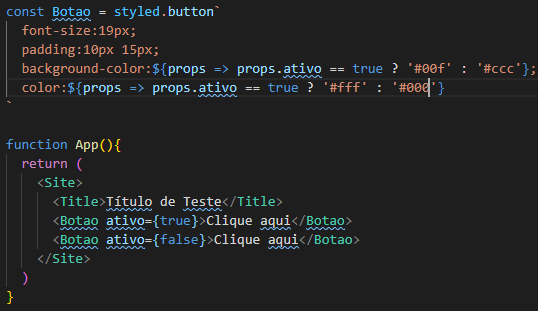 const Botao = styled.button`
  font-size:19px;
  padding:10px 15px;
  background-color:${props => props.ativo == true ? '#00f' : '#ccc'};
  color:${props => props.ativo == true ? '#fff' : '#000'}
`
function App(){
  return (
    <Site>
      <Title>Título de Teste</Title>
      <Botao ativo={true}>Clique aqui</Botao>
      <Botao ativo={false}>Clique aqui</Botao>
    </Site>
  )
}